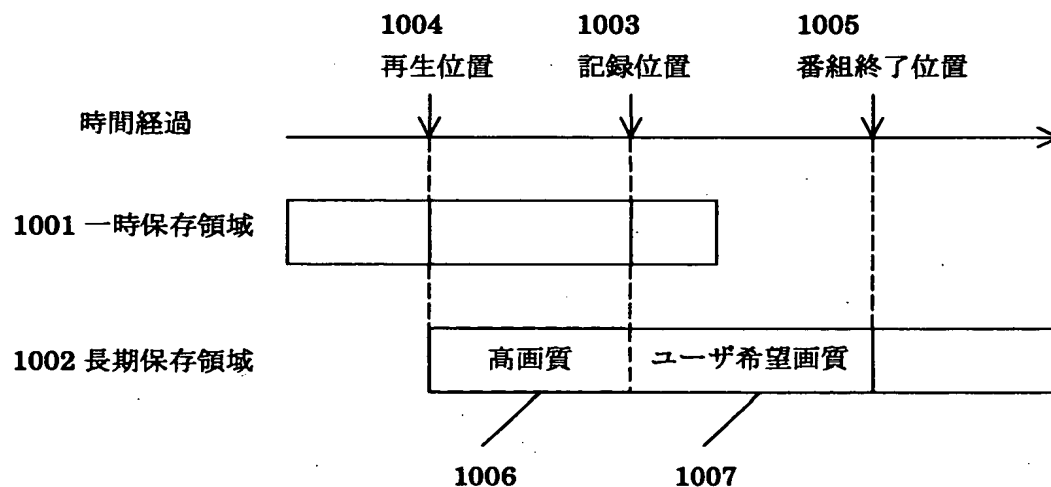 1004
再生位置
1003
記録位置
1005
番組終了位置
時間経過
1001 一時保存領域
1002 長期保存領域
高画質
ユーザ希望画質
1006
1007